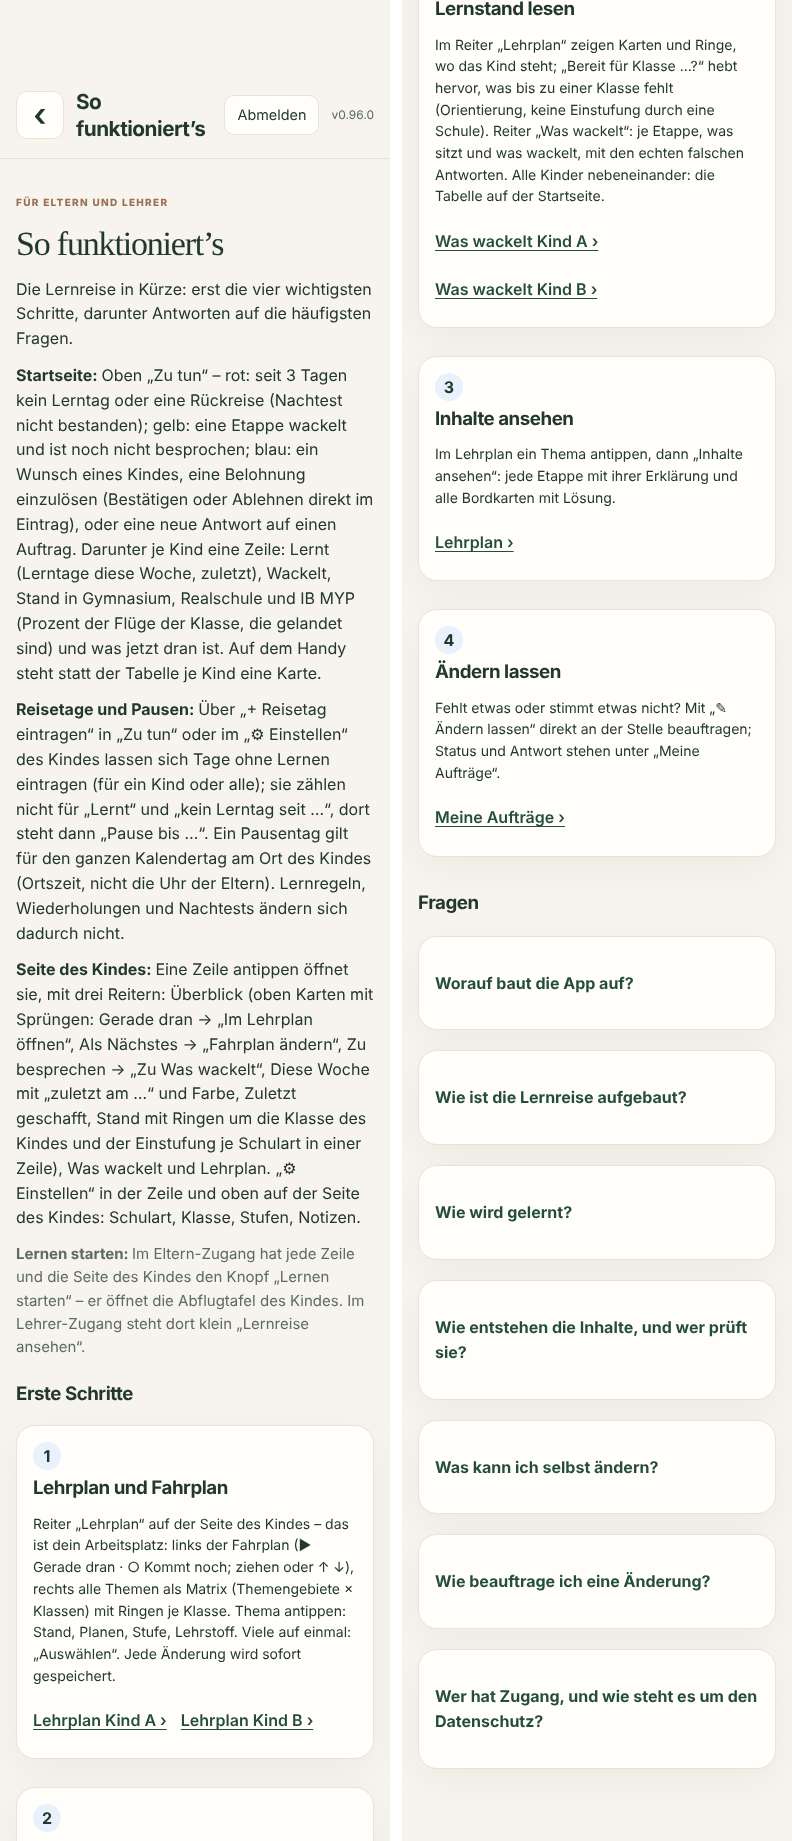 ‹
So
funktioniert’s
Abmelden
v0.96.0
FÜR ELTERN UND LEHRER
So funktioniert’s
Die Lernreise in Kürze: erst die vier wichtigsten
Schritte, darunter Antworten auf die häufigsten
Fragen.
Startseite: Oben „Zu tun“ – rot: seit 3 Tagen
kein Lerntag oder eine Rückreise (Nachtest
nicht bestanden); gelb: eine Etappe wackelt
und ist noch nicht besprochen; blau: ein
Wunsch eines Kindes, eine Belohnung
einzulösen (Bestätigen oder Ablehnen direkt im
Eintrag), oder eine neue Antwort auf einen
Auftrag. Darunter je Kind eine Zeile: Lernt
(Lerntage diese Woche, zuletzt), Wackelt,
Stand in Gymnasium, Realschule und IB MYP
(Prozent der Flüge der Klasse, die gelandet
sind) und was jetzt dran ist. Auf dem Handy
steht statt der Tabelle je Kind eine Karte.
Reisetage und Pausen: Über „+ Reisetag
eintragen“ in „Zu tun“ oder im „⚙ Einstellen“
des Kindes lassen sich Tage ohne Lernen
eintragen (für ein Kind oder alle); sie zählen
nicht für „Lernt“ und „kein Lerntag seit …“, dort
steht dann „Pause bis …“. Ein Pausentag gilt
für den ganzen Kalendertag am Ort des Kindes
(Ortszeit, nicht die Uhr der Eltern). Lernregeln,
Wiederholungen und Nachtests ändern sich
dadurch nicht.
Seite des Kindes: Eine Zeile antippen öffnet
sie, mit drei Reitern: Überblick (oben Karten mit
Sprüngen: Gerade dran → „Im Lehrplan
öffnen“, Als Nächstes → „Fahrplan ändern“, Zu
besprechen → „Zu Was wackelt“, Diese Woche
mit „zuletzt am …“ und Farbe, Zuletzt
geschafft, Stand mit Ringen um die Klasse des
Kindes und der Einstufung je Schulart in einer
Zeile), Was wackelt und Lehrplan. „⚙
Einstellen“ in der Zeile und oben auf der Seite
des Kindes: Schulart, Klasse, Stufen, Notizen.
Lernen starten: Im Eltern-Zugang hat jede Zeile
und die Seite des Kindes den Knopf „Lernen
starten“ – er öffnet die Abflugtafel des Kindes. Im
Lehrer-Zugang steht dort klein „Lernreise
ansehen“.
Erste Schritte
1
Lehrplan und Fahrplan
Reiter „Lehrplan“ auf der Seite des Kindes – das
ist dein Arbeitsplatz: links der Fahrplan (▶
Gerade dran · ○ Kommt noch; ziehen oder ↑ ↓),
rechts alle Themen als Matrix (Themengebiete ×
Klassen) mit Ringen je Klasse. Thema antippen:
Stand, Planen, Stufe, Lehrstoff. Viele auf einmal:
„Auswählen“. Jede Änderung wird sofort
gespeichert.
Lehrplan Kind A › Lehrplan Kind B ›
2
Lernstand lesen
Im Reiter „Lehrplan“ zeigen Karten und Ringe,
wo das Kind steht; „Bereit für Klasse …?“ hebt
hervor, was bis zu einer Klasse fehlt
(Orientierung, keine Einstufung durch eine
Schule). Reiter „Was wackelt“: je Etappe, was
sitzt und was wackelt, mit den echten falschen
Antworten. Alle Kinder nebeneinander: die
Tabelle auf der Startseite.
Was wackelt Kind A ›
Was wackelt Kind B ›
3
Inhalte ansehen
Im Lehrplan ein Thema antippen, dann „Inhalte
ansehen“: jede Etappe mit ihrer Erklärung und
alle Bordkarten mit Lösung.
Lehrplan ›
4
Ändern lassen
Fehlt etwas oder stimmt etwas nicht? Mit „✎
Ändern lassen“ direkt an der Stelle beauftragen;
Status und Antwort stehen unter „Meine
Aufträge“.
Meine Aufträge ›
Fragen
Worauf baut die App auf?
Wie ist die Lernreise aufgebaut?
Wie wird gelernt?
Wie entstehen die Inhalte, und wer prüft
sie?
Was kann ich selbst ändern?
Wie beauftrage ich eine Änderung?
Wer hat Zugang, und wie steht es um den
Datenschutz?